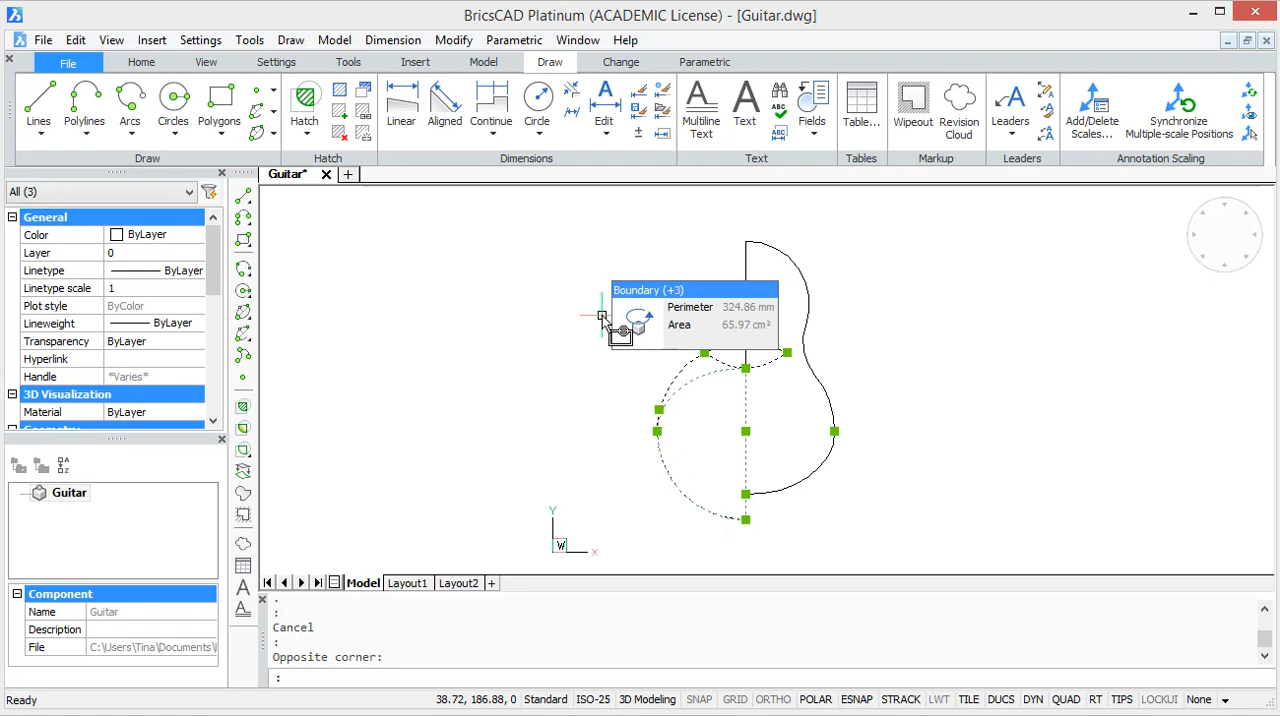 BricsCAD Platinum (ACADEMIC License) - [Guitar.dwg]
File Edit View Insert Settings Tools Draw Model Dimension Modify Parametric Window Help
File Home View Settings Tools Insert Model Draw Change Parametric
Lines Polylines Arcs Circles Polygons Hatch Linear Aligned Continue Circle Edit Multiline Text Text Fields Table... Wipeout Revision Cloud Leaders Add/Delete Scales... Synchronize Multiple-scale Positions
Draw Hatch Dimensions Text Tables Markup Leaders Annotation Scaling
Guitar*
All (3)
General
Color ByLayer
Layer 0
Linetype ByLayer
Linetype scale 1
Plot style ByColor
Lineweight ByLayer
Transparency ByLayer
Hyperlink
Handle *Varies*
3D Visualization
Material ByLayer
Guitar
Component
Name Guitar
Description
File C:\Users\Tina\Documents\
Boundary (+3)
Perimeter 324.86 mm
Area 65.97 cm²
Y
W X
Model Layout1 Layout2 +
:
Cancel
:
Opposite corner:
:
Ready 38.72, 186.88, 0 Standard ISO-25 3D Modeling SNAP GRID ORTHO POLAR ESNAP STRACK LWT TILE DUCS DYN QUAD RT TIPS LOCKUI None